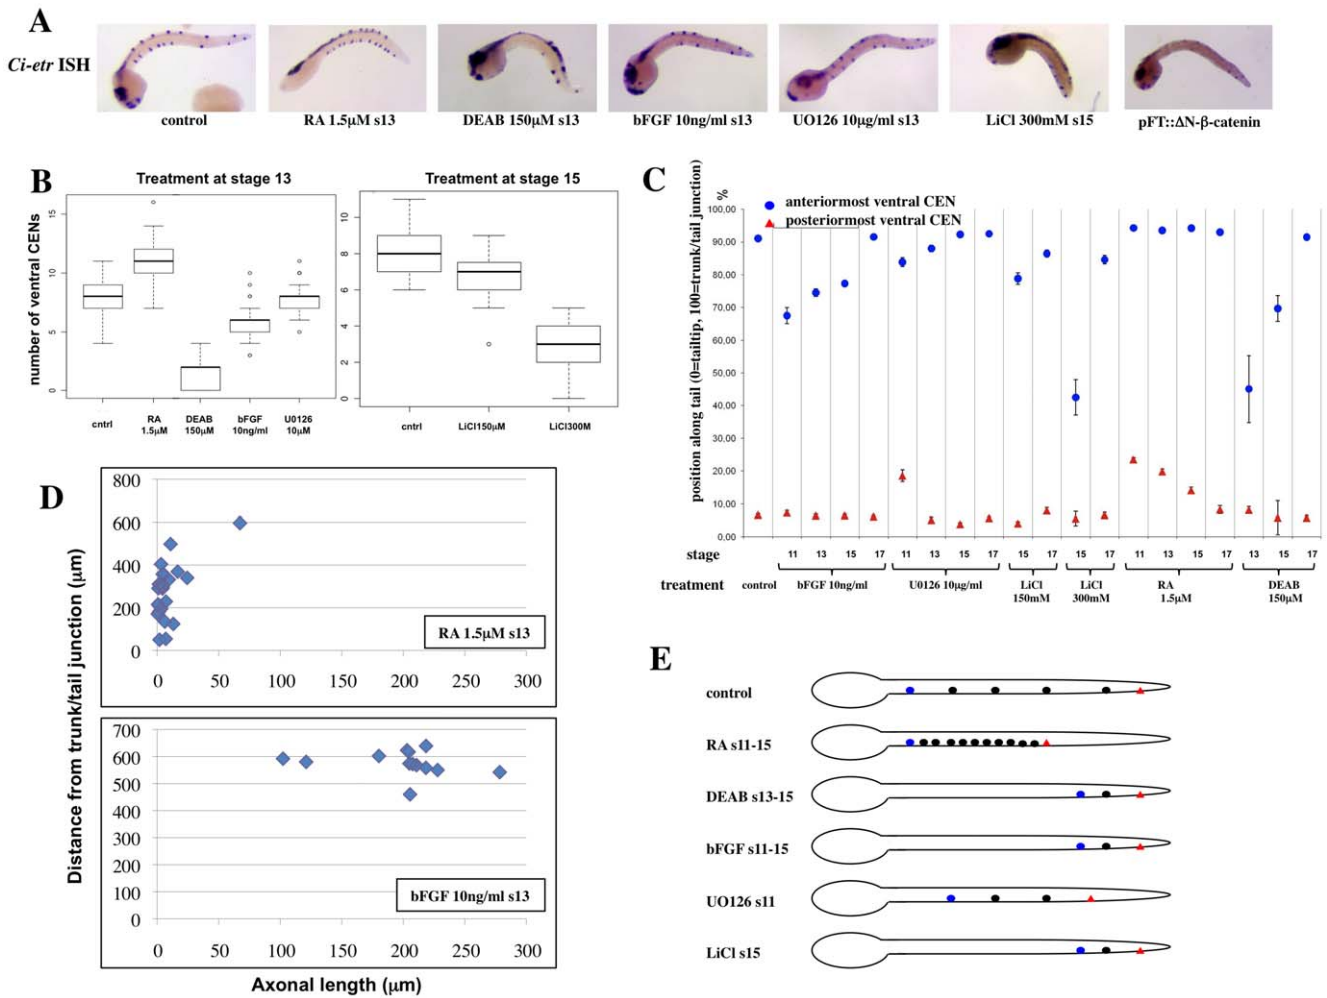 A
Ci-etr ISH
control
RA 1.5μM s13
DEAB 150μM s13
bFGF 10ng/ml s13
UO126 10μg/ml s13
LiCl 300mM s15
pFT::ΔN-β-catenin
B
Treatment at stage 13
Treatment at stage 15
number of ventral CENs
15
10
5
0
cntrl
RA
1.5μM
DEAB
150μM
bFGF
10ng/ml
U0126
10μM
10
8
6
4
2
0
cntrl
LiCl150μM
LiCl300M
C
%
anteriormost ventral CEN
posteriormost ventral CEN
position along tail (0=tailtip, 100=trunk/tail junction)
100.00
90.00
80.00
70.00
60.00
50.00
40.00
30.00
20.00
10.00
0.00
stage
11 13 15 17 11 13 15 17 15 17 15 17 11 13 15 17 13 15 17
treatment
control
bFGF 10ng/ml
U0126 10μg/ml
LiCl
150mM
LiCl
300mM
RA
1.5μM
DEAB
150μM
D
Distance from trunk/tail junction (μm)
800
600
400
200
0
0 50 100 150 200 250 300
RA 1.5μM s13
700
600
500
400
300
200
100
0
0 50 100 150 200 250 300
bFGF 10ng/ml s13
Axonal length (μm)
E
control
RA s11-15
DEAB s13-15
bFGF s11-15
UO126 s11
LiCl s15